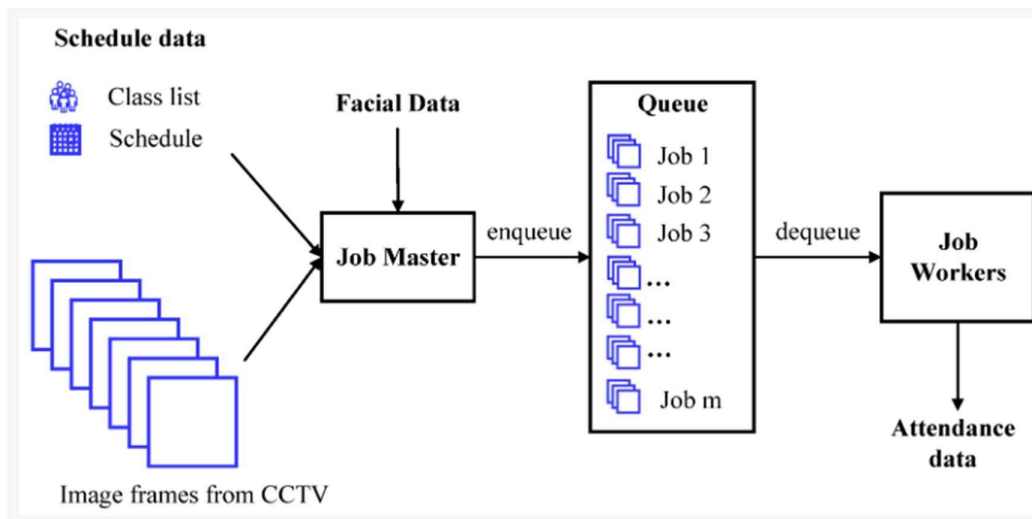 Schedule data
Class list
Schedule
Facial Data
Job Master
enqueue
Queue
Job 1
Job 2
Job 3
...
...
...
Job m
dequeue
Job
Workers
Attendance
data
Image frames from CCTV